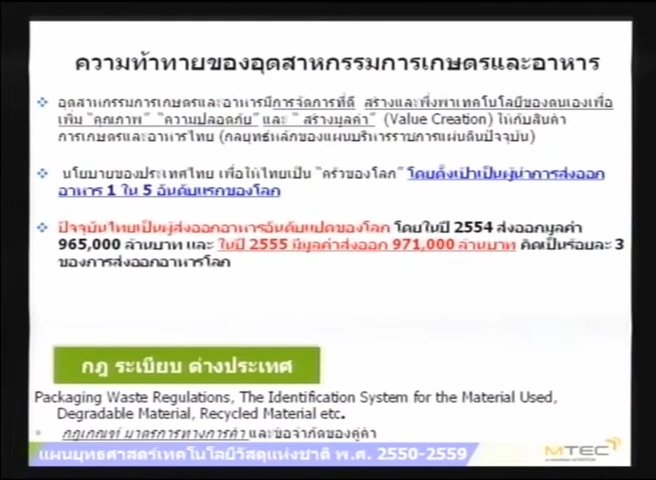 ความท้าทายของอุตสาหกรรมการเกษตรและอาหาร
อุตสาหกรรมการเกษตรและอาหารมีการจัดการที่ดี สร้างและพึ่งพาเทคโนโลยีของตนเองเพื่อ
เพิ่ม “คุณภาพ” “ความปลอดภัย” และ “สร้างมูลค่า” (Value Creation) ให้กับสินค้า
การเกษตรและอาหารไทย (กลยุทธ์หลักของแผนบริหารราชการแผ่นดินปัจจุบัน)
นโยบายของประเทศไทย เพื่อให้ไทยเป็น “ครัวของโลก” โดยตั้งเป้าเป็นผู้นำการส่งออก
อาหาร 1 ใน 5 อันดับแรกของโลก
ปัจจุบันไทยเป็นผู้ส่งออกอาหารอันดับแปดของโลก โดยในปี 2554 ส่งออกมูลค่า
965,000 ล้านบาท และ ในปี 2555 มีมูลค่าส่งออก 971,000 ล้านบาท คิดเป็นร้อยละ 3
ของการส่งออกอาหารโลก
กฎ ระเบียบ ต่างประเทศ
Packaging Waste Regulations, The Identification System for the Material Used,
Degradable Material, Recycled Material etc.
กฎเกณฑ์ มาตรการทางการค้า และข้อจำกัดของคู่ค้า
แผนยุทธศาสตร์เทคโนโลยีวัสดุแห่งชาติ พ.ศ. 2550-2559
MTEC